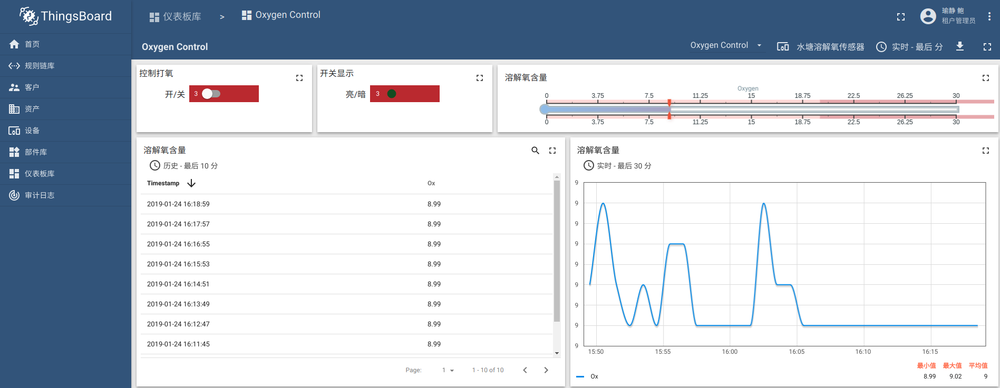 ThingsBoard
仪表板库 > Oxygen Control
瑜静 鲍
租户管理员
首页
规则链库
客户
资产
设备
部件库
仪表板库
审计日志
Oxygen Control
Oxygen Control
水塘溶解氧传感器
实时 - 最后 分
控制打氧
开/关 3
开关显示
亮/暗 3
溶解氧含量
Oxygen
0 3.75 7.5 11.25 15 18.75 22.5 26.25 30
0 3.75 7.5 11.25 15 18.75 22.5 26.25 30
溶解氧含量
历史 - 最后 10 分
Timestamp Ox
2019-01-24 16:18:59 8.99
2019-01-24 16:17:57 8.99
2019-01-24 16:16:55 8.99
2019-01-24 16:15:53 8.99
2019-01-24 16:14:51 8.99
2019-01-24 16:13:49 8.99
2019-01-24 16:12:47 8.99
2019-01-24 16:11:45 8.99
Page: 1 1 - 10 of 10
溶解氧含量
实时 - 最后 30 分
9
9
9
9
9
9
9
9
9
15:50 15:55 16:00 16:05 16:10 16:15
最小值 最大值 平均值
Ox 8.99 9.02 9